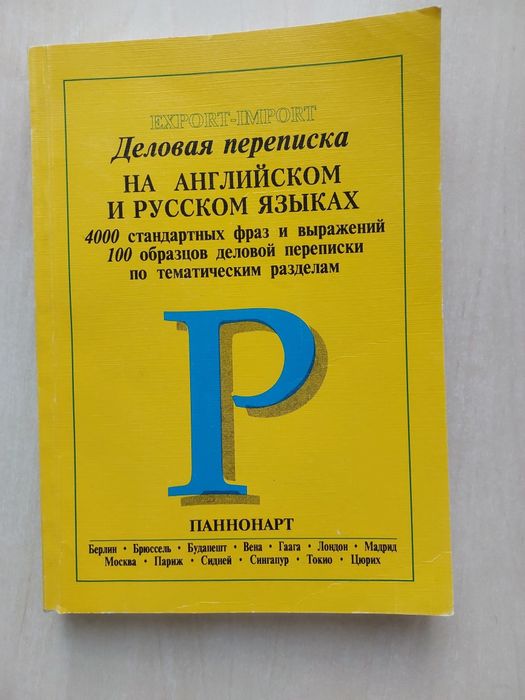 EXPORT-IMPORT
Деловая переписка
НА АНГЛИЙСКОМ
И РУССКОМ ЯЗЫКАХ
4000 стандартных фраз и выражений
100 образцов деловой переписки
по тематическим разделам
P
ПАННОНАРТ
Берлин • Брюссель • Будапешт • Вена • Гаага • Лондон • Мадрид
Москва • Париж • Сидней • Сингапур • Токио • Цюрих